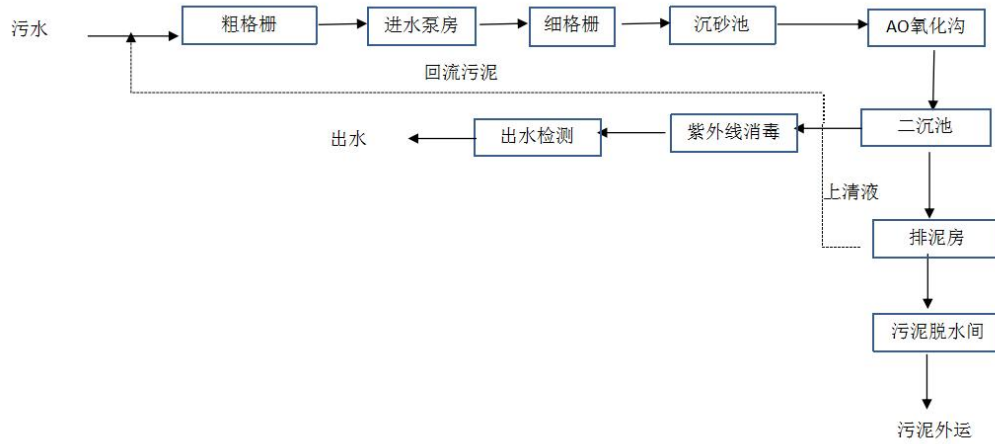 污水
粗格栅
进水泵房
细格栅
沉砂池
AO氧化沟
回流污泥
出水
出水检测
紫外线消毒
二沉池
上清液
排泥房
污泥脱水间
污泥外运